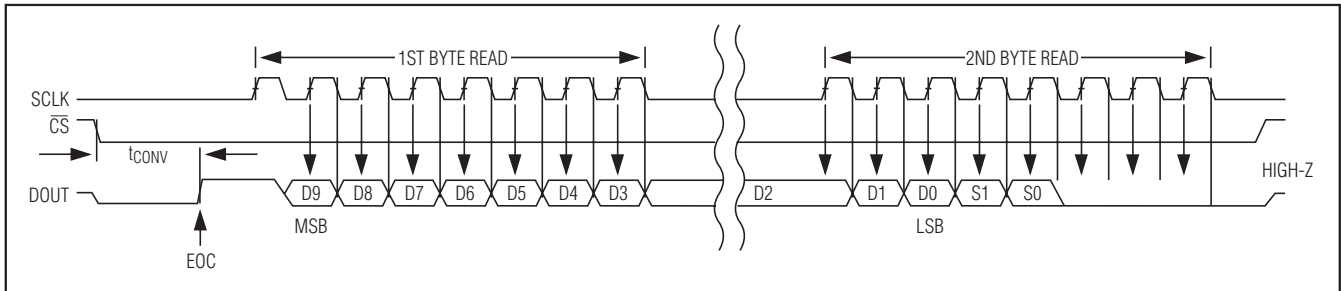 1ST BYTE READ
2ND BYTE READ
SCLK
CS
tCONV
HIGH-Z
DOUT
D9 D8 D7 D6 D5 D4 D3 D2 D1 D0 S1 S0
MSB
LSB
EOC